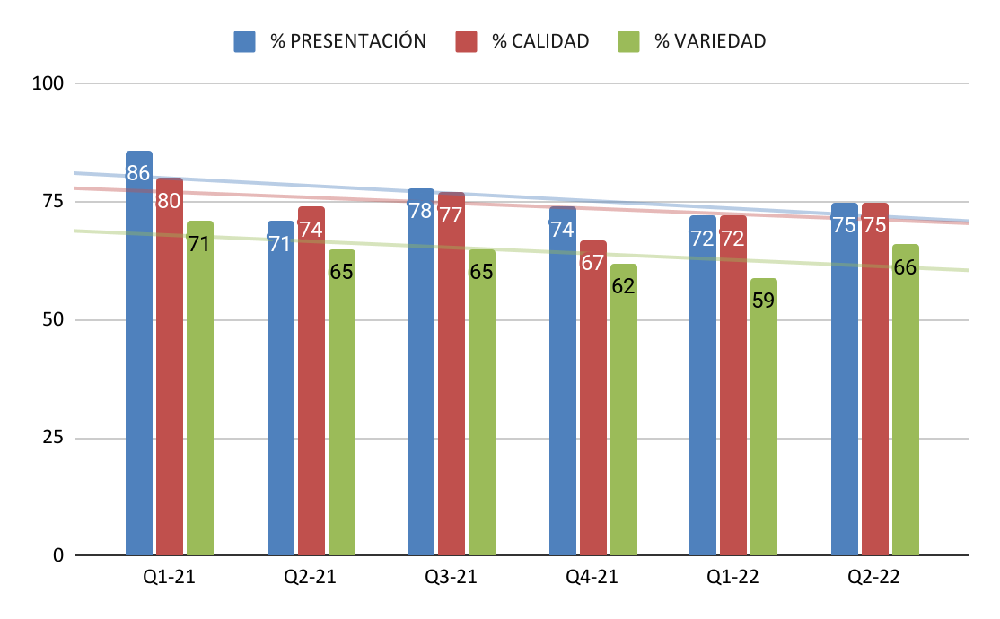 % PRESENTACIÓN % CALIDAD % VARIEDAD
100
75
50
25
0
86 80 71
71 74 65
78 77 65
74 67 62
72 72 59
75 75 66
Q1-21 Q2-21 Q3-21 Q4-21 Q1-22 Q2-22